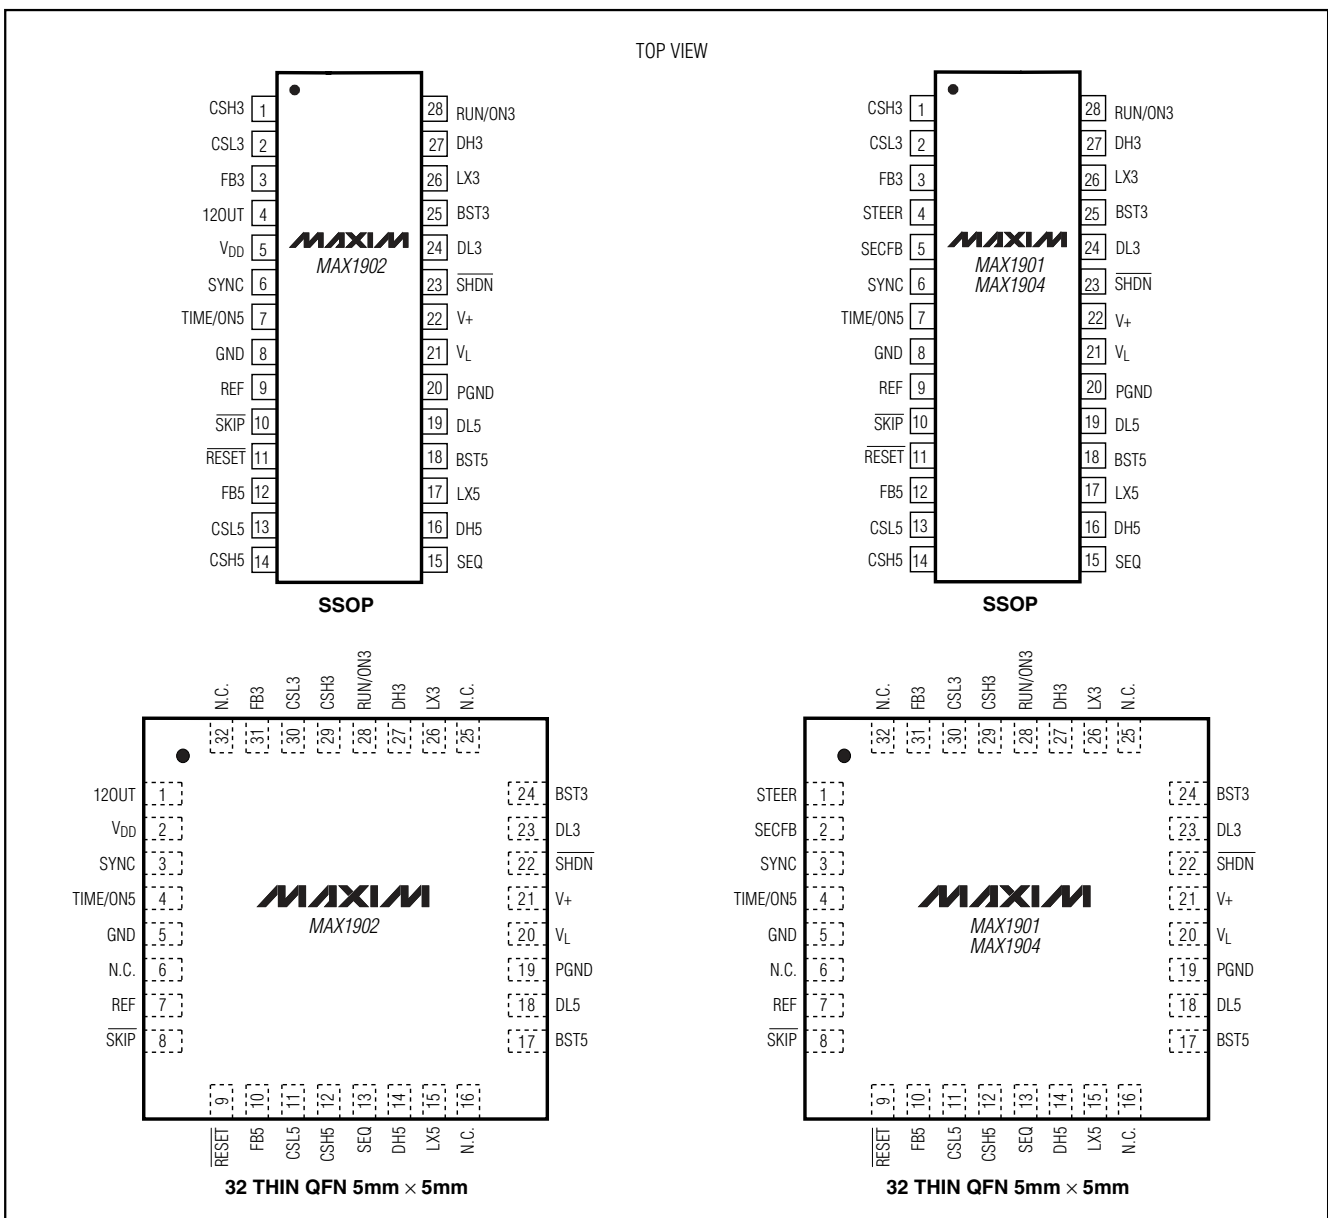 TOP VIEW
CSH3 1
CSL3 2
FB3 3
12OUT 4
VDD 5
SYNC 6
TIME/ON5 7
GND 8
REF 9
SKIP 10
RESET 11
FB5 12
CSL5 13
CSH5 14
MAXIM
MAX1902
28 RUN/ON3
27 DH3
26 LX3
25 BST3
24 DL3
23 SHDN
22 V+
21 VL
20 PGND
19 DL5
18 BST5
17 LX5
16 DH5
15 SEQ
SSOP
CSH3 1
CSL3 2
FB3 3
STEER 4
SECFB 5
SYNC 6
TIME/ON5 7
GND 8
REF 9
SKIP 10
RESET 11
FB5 12
CSL5 13
CSH5 14
MAXIM
MAX1901
MAX1904
28 RUN/ON3
27 DH3
26 LX3
25 BST3
24 DL3
23 SHDN
22 V+
21 VL
20 PGND
19 DL5
18 BST5
17 LX5
16 DH5
15 SEQ
SSOP
N.C. 32
FB3 31
CSL3 30
CSH3 29
RUN/ON3 28
DH3 27
LX3 26
N.C. 25
12OUT 1
VDD 2
SYNC 3
TIME/ON5 4
GND 5
N.C. 6
REF 7
SKIP 8
MAXIM
MAX1902
24 BST3
23 DL3
22 SHDN
21 V+
20 VL
19 PGND
18 DL5
17 BST5
RESET 9
FB5 10
CSL5 11
CSH5 12
SEQ 13
DH5 14
LX5 15
N.C. 16
32 THIN QFN 5mm × 5mm
N.C. 32
FB3 31
CSL3 30
CSH3 29
RUN/ON3 28
DH3 27
LX3 26
N.C. 25
STEER 1
SECFB 2
SYNC 3
TIME/ON5 4
GND 5
N.C. 6
REF 7
SKIP 8
MAXIM
MAX1901
MAX1904
24 BST3
23 DL3
22 SHDN
21 V+
20 VL
19 PGND
18 DL5
17 BST5
RESET 9
FB5 10
CSL5 11
CSH5 12
SEQ 13
DH5 14
LX5 15
N.C. 16
32 THIN QFN 5mm × 5mm